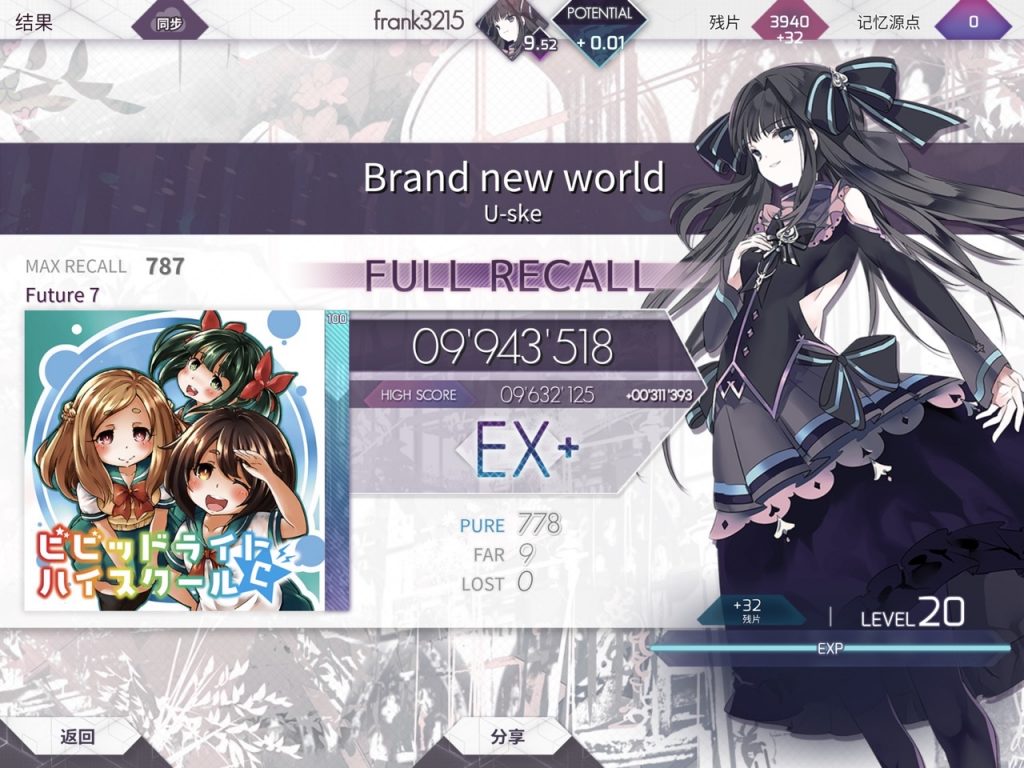 结果
同步
frank3215
9.52
POTENTIAL
+ 0.01
残片
3940
+32
记忆源点
0
Brand new world
U-ske
MAX RECALL 787
Future 7
FULL RECALL
100
09'943'518
HIGH SCORE 09'632'125 +00'311'393
EX+
PURE 778
FAR 9
LOST 0
ビビッドライト
ハイスクール
+32
残片
LEVEL 20
EXP
返回
分享